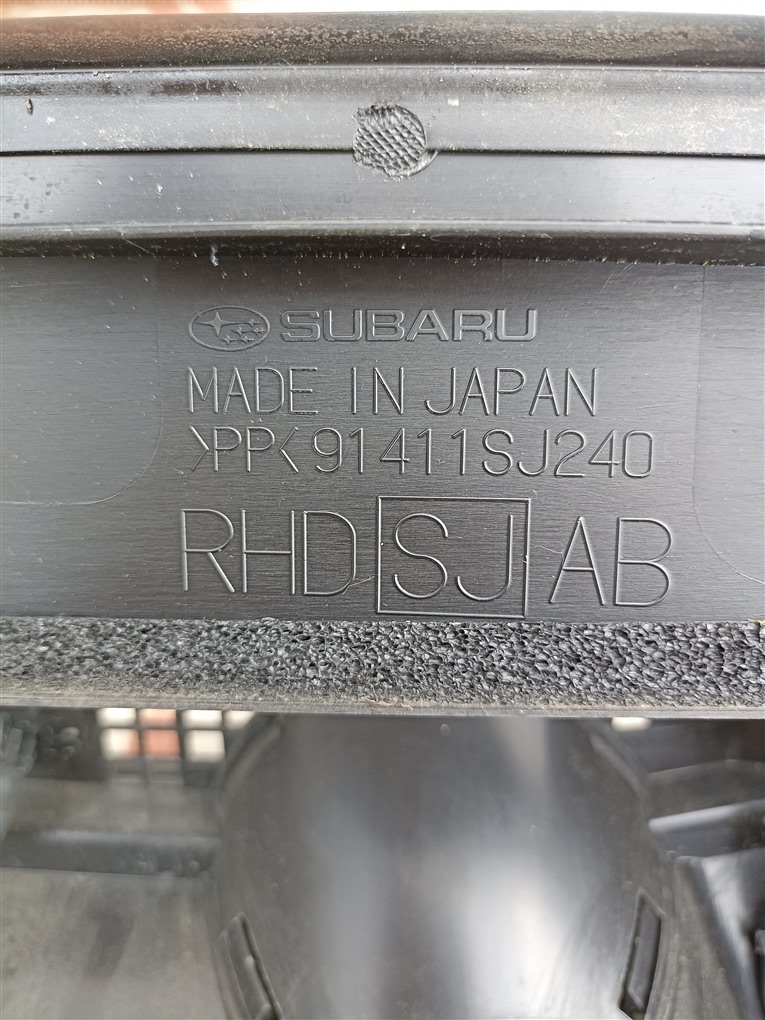 SUBARU
MADE IN JAPAN
>PP< 91411SJ240
RHD SJ AB